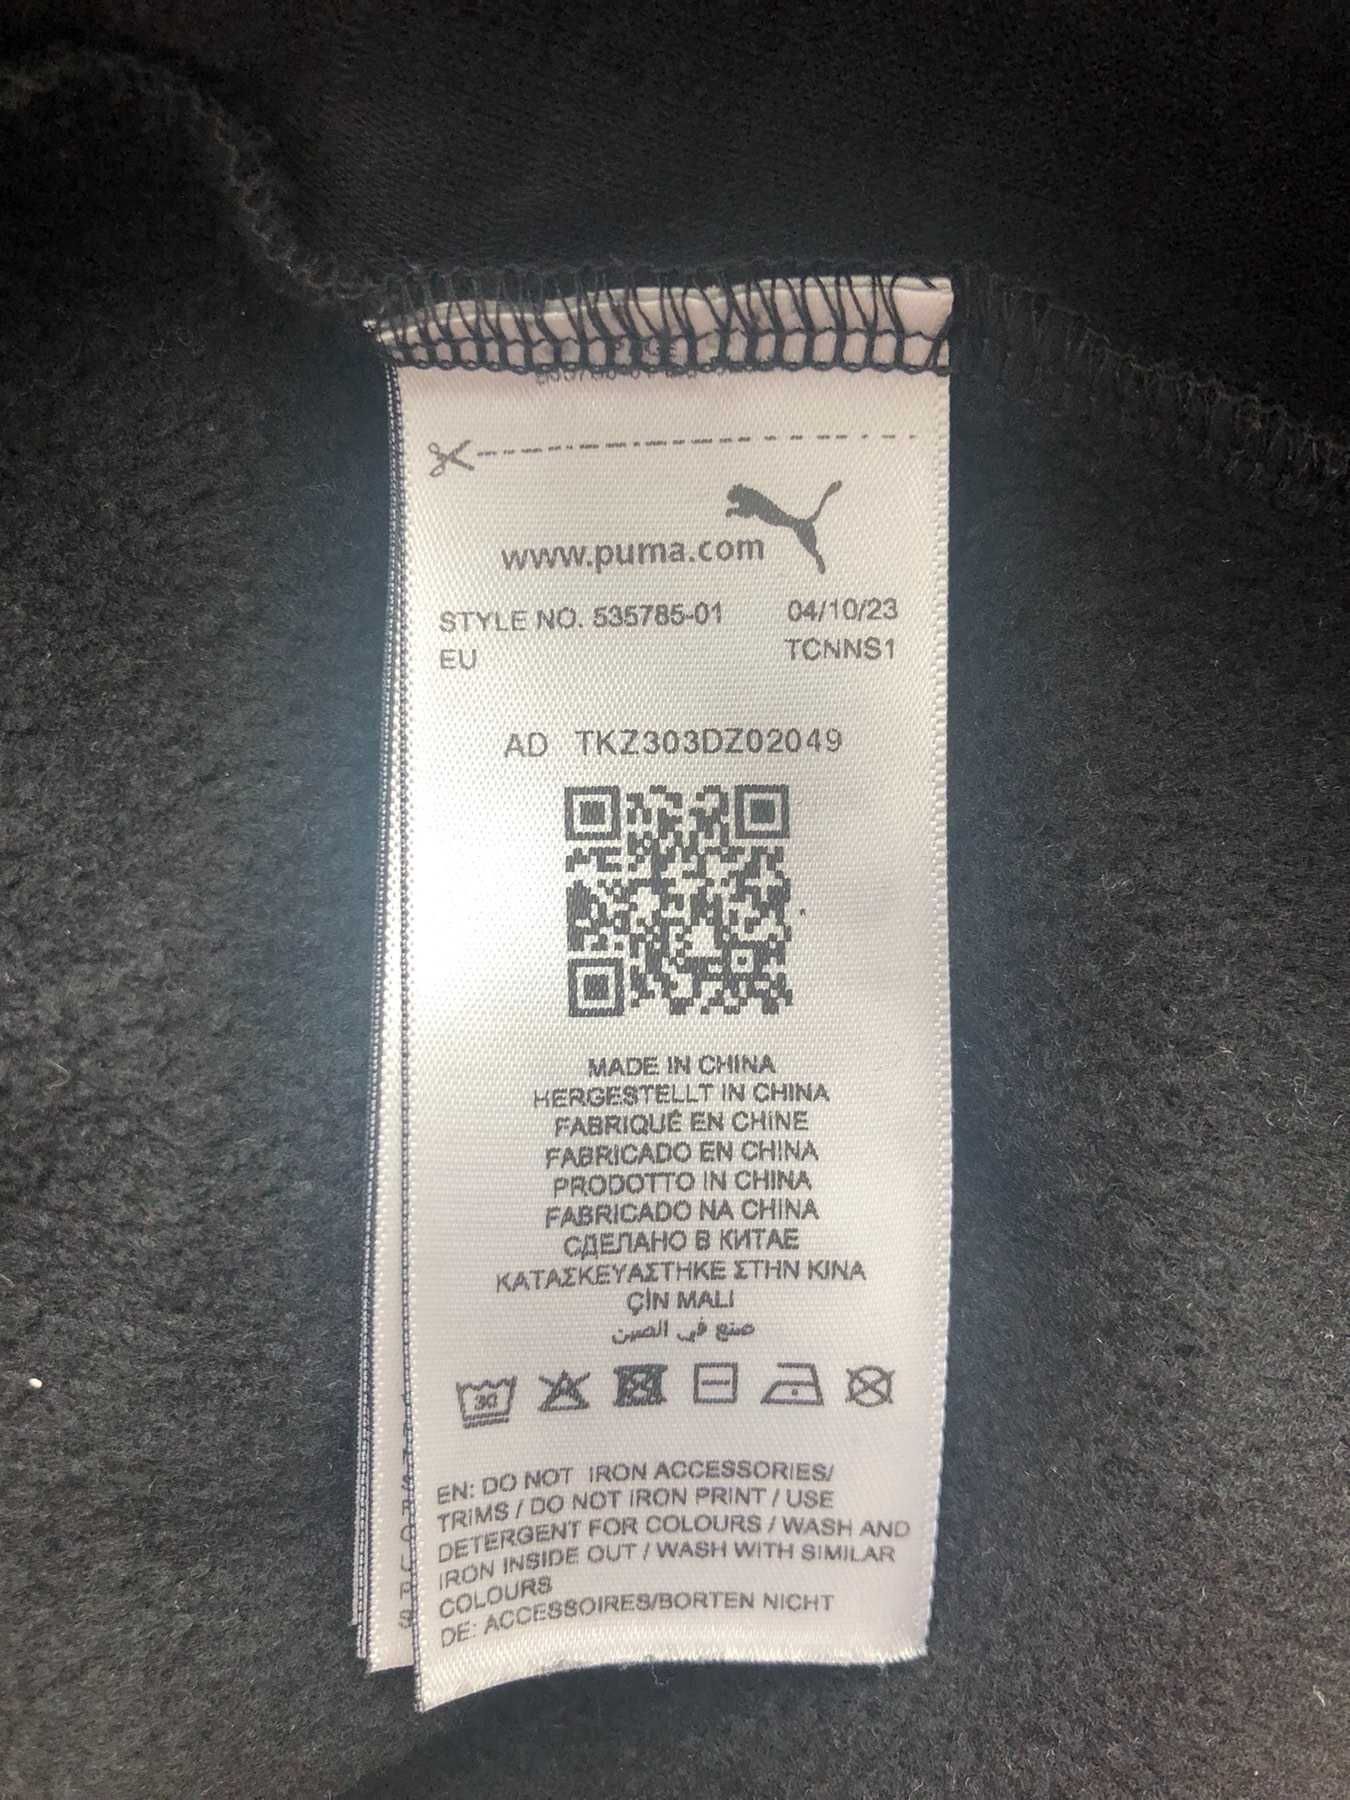 www.puma.com
STYLE NO. 535785-01 04/10/23
EU TCNNS1
AD TKZ303DZ02049
MADE IN CHINA
HERGESTELLT IN CHINA
FABRIQUÉ EN CHINE
FABRICADO EN CHINA
PRODOTTO IN CHINA
FABRICADO NA CHINA
СДЕЛАНО В КИТАЕ
ΚΑΤΑΣΚΕΥΑΣΤΗΚΕ ΣΤΗΝ ΚΙΝΑ
ÇİN MALI
صنع في الصين
30
EN: DO NOT IRON ACCESSORIES/
TRIMS / DO NOT IRON PRINT / USE
DETERGENT FOR COLOURS / WASH AND
IRON INSIDE OUT / WASH WITH SIMILAR
COLOURS
DE: ACCESSOIRES/BORTEN NICHT